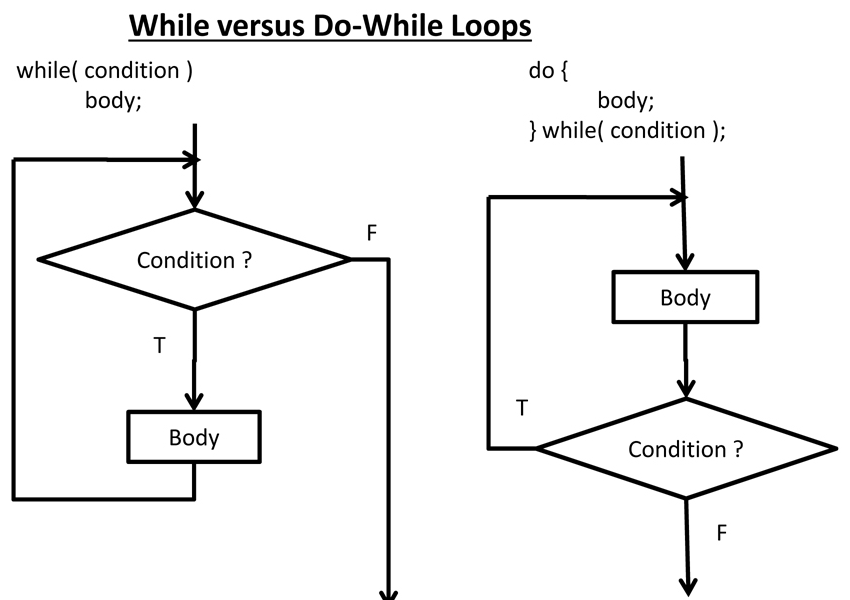 While versus Do-While Loops
while( condition )
body;
F
Condition ?
T
Body
do {
body;
} while( condition );
Body
T
Condition ?
F